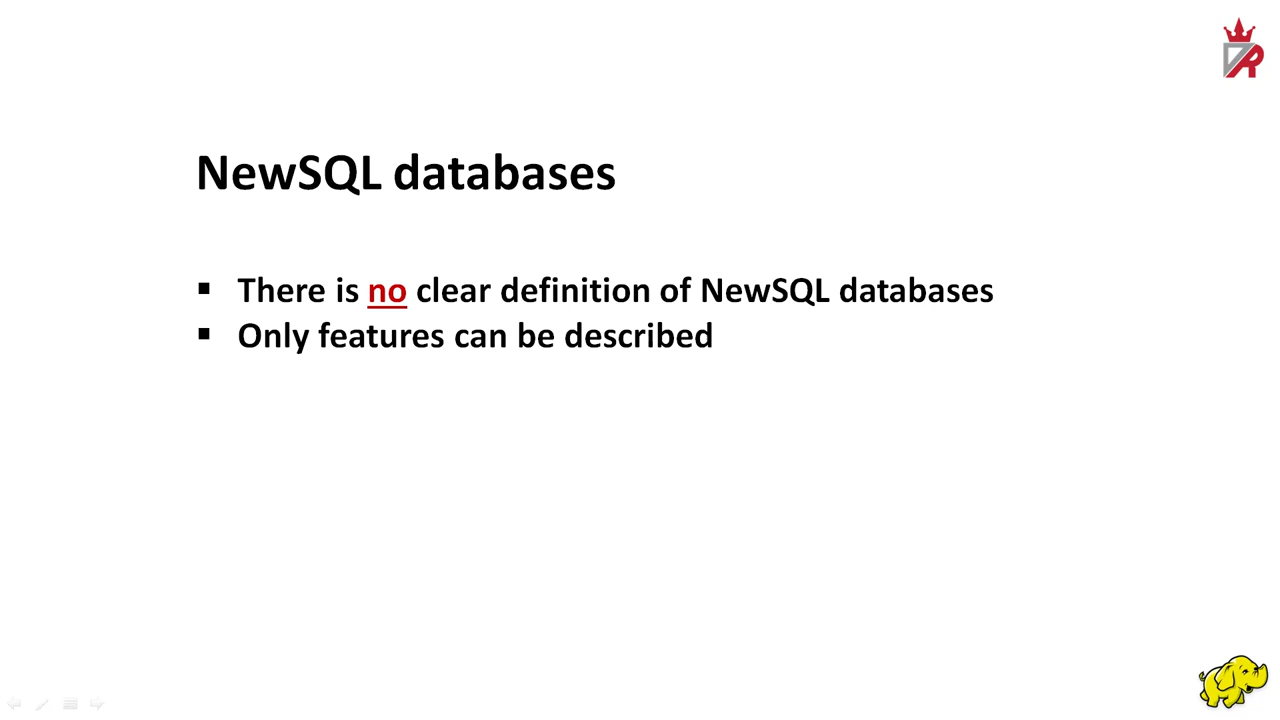 NewSQL databases
▪ There is no clear definition of NewSQL databases
▪ Only features can be described